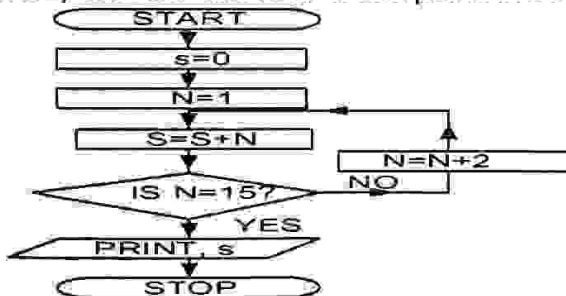 START
s=0
N=1
S=S+N
N=N+2
IS N=15?
NO
YES
PRINT, s
STOP